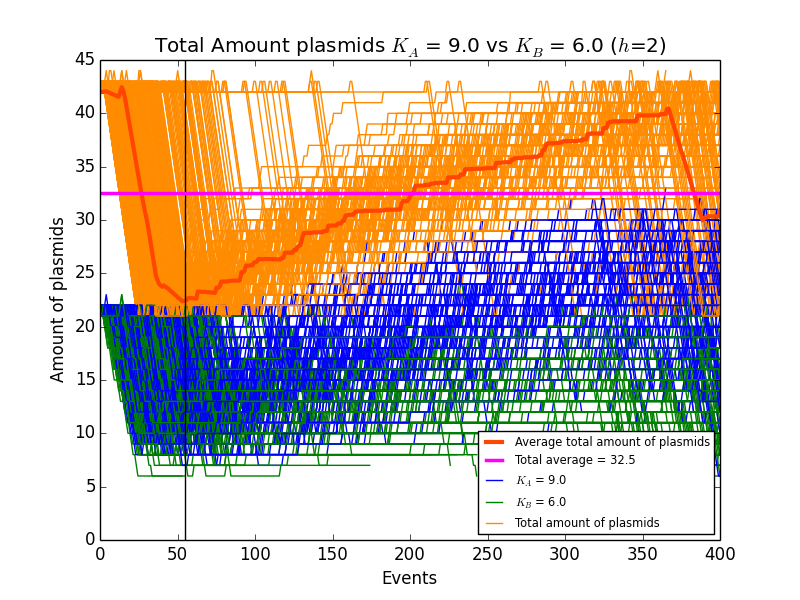 Total Amount plasmids K_A = 9.0 vs K_B = 6.0 (h=2)
45
40
35
30
25
20
15
10
5
0
Amount of plasmids
Average total amount of plasmids
Total average = 32.5
K_A = 9.0
K_B = 6.0
Total amount of plasmids
0 50 100 150 200 250 300 350 400
Events